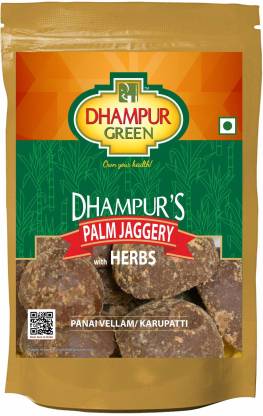 DHAMPUR
GREEN
Own your health!
DHAMPUR'S
PALM JAGGERY
with HERBS
PANAI VELLAM/ KARUPATTI